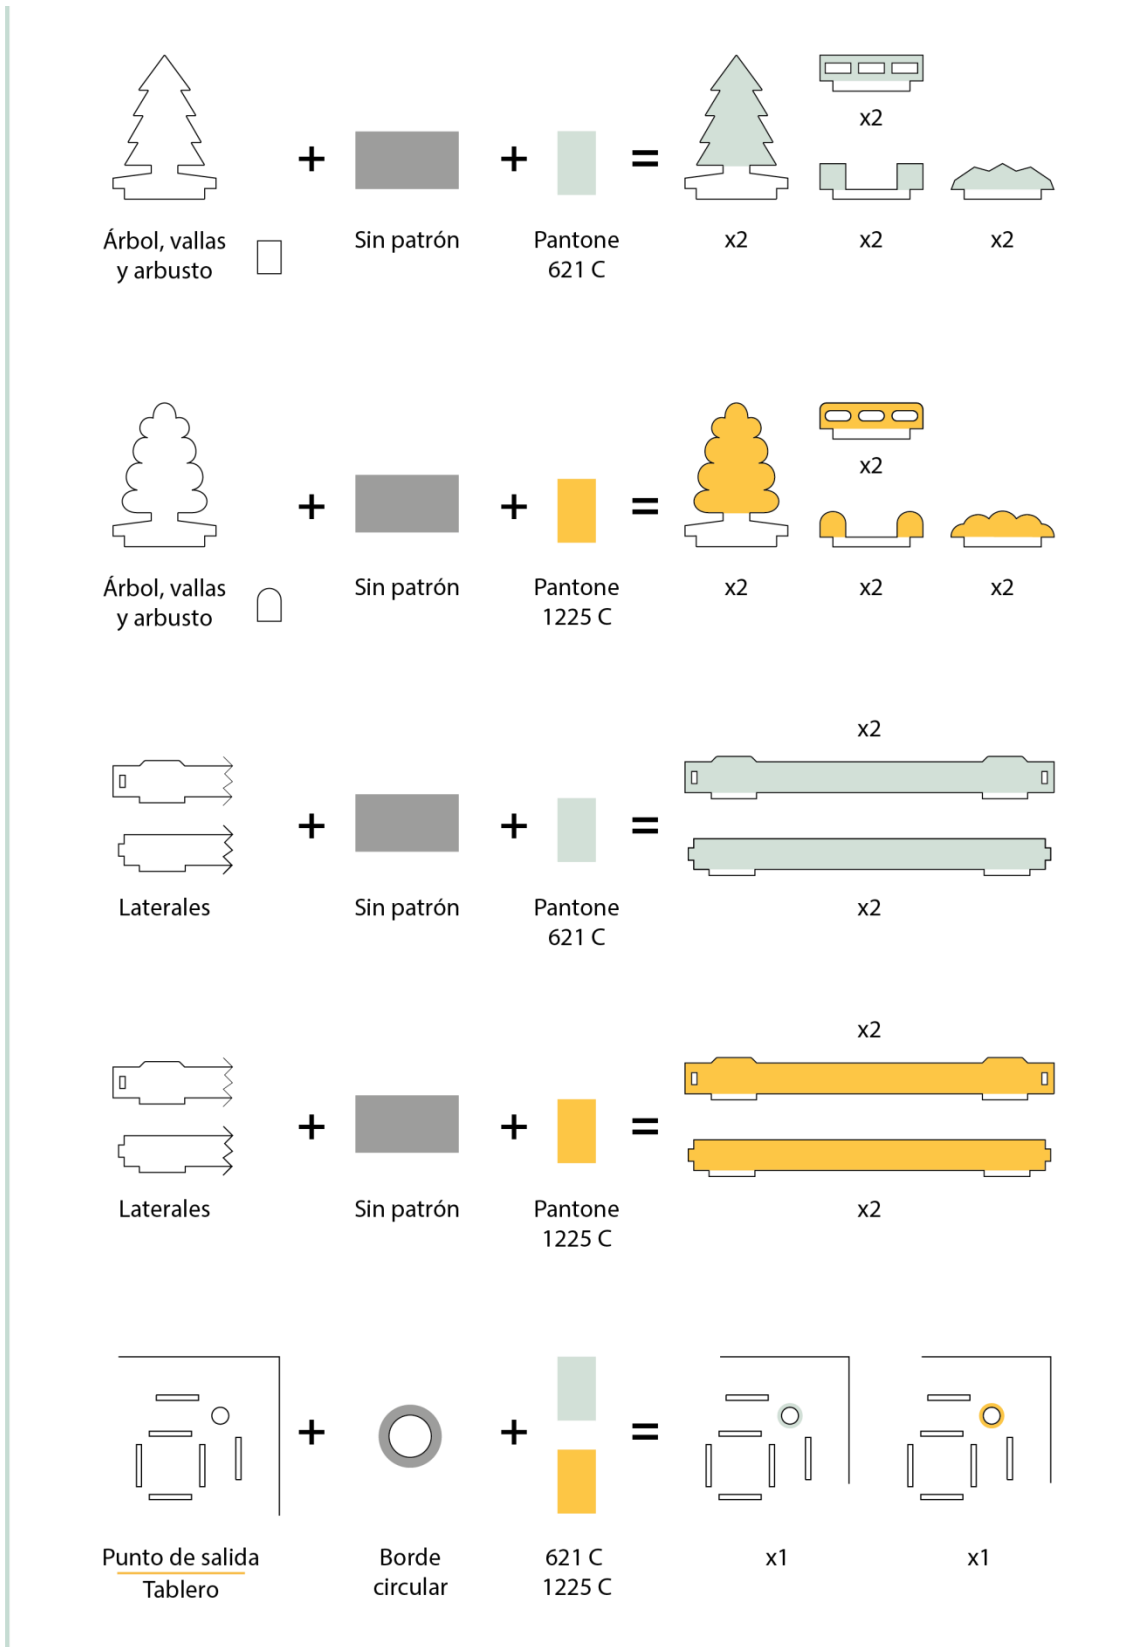 x2
Árbol, vallas
y arbusto
Sin patrón
Pantone
621 C
x2
x2
x2
x2
Árbol, vallas
y arbusto
Sin patrón
Pantone
1225 C
x2
x2
x2
x2
Laterales
Sin patrón
Pantone
621 C
x2
x2
Laterales
Sin patrón
Pantone
1225 C
x2
Punto de salida
Tablero
Borde
circular
621 C
1225 C
x1
x1